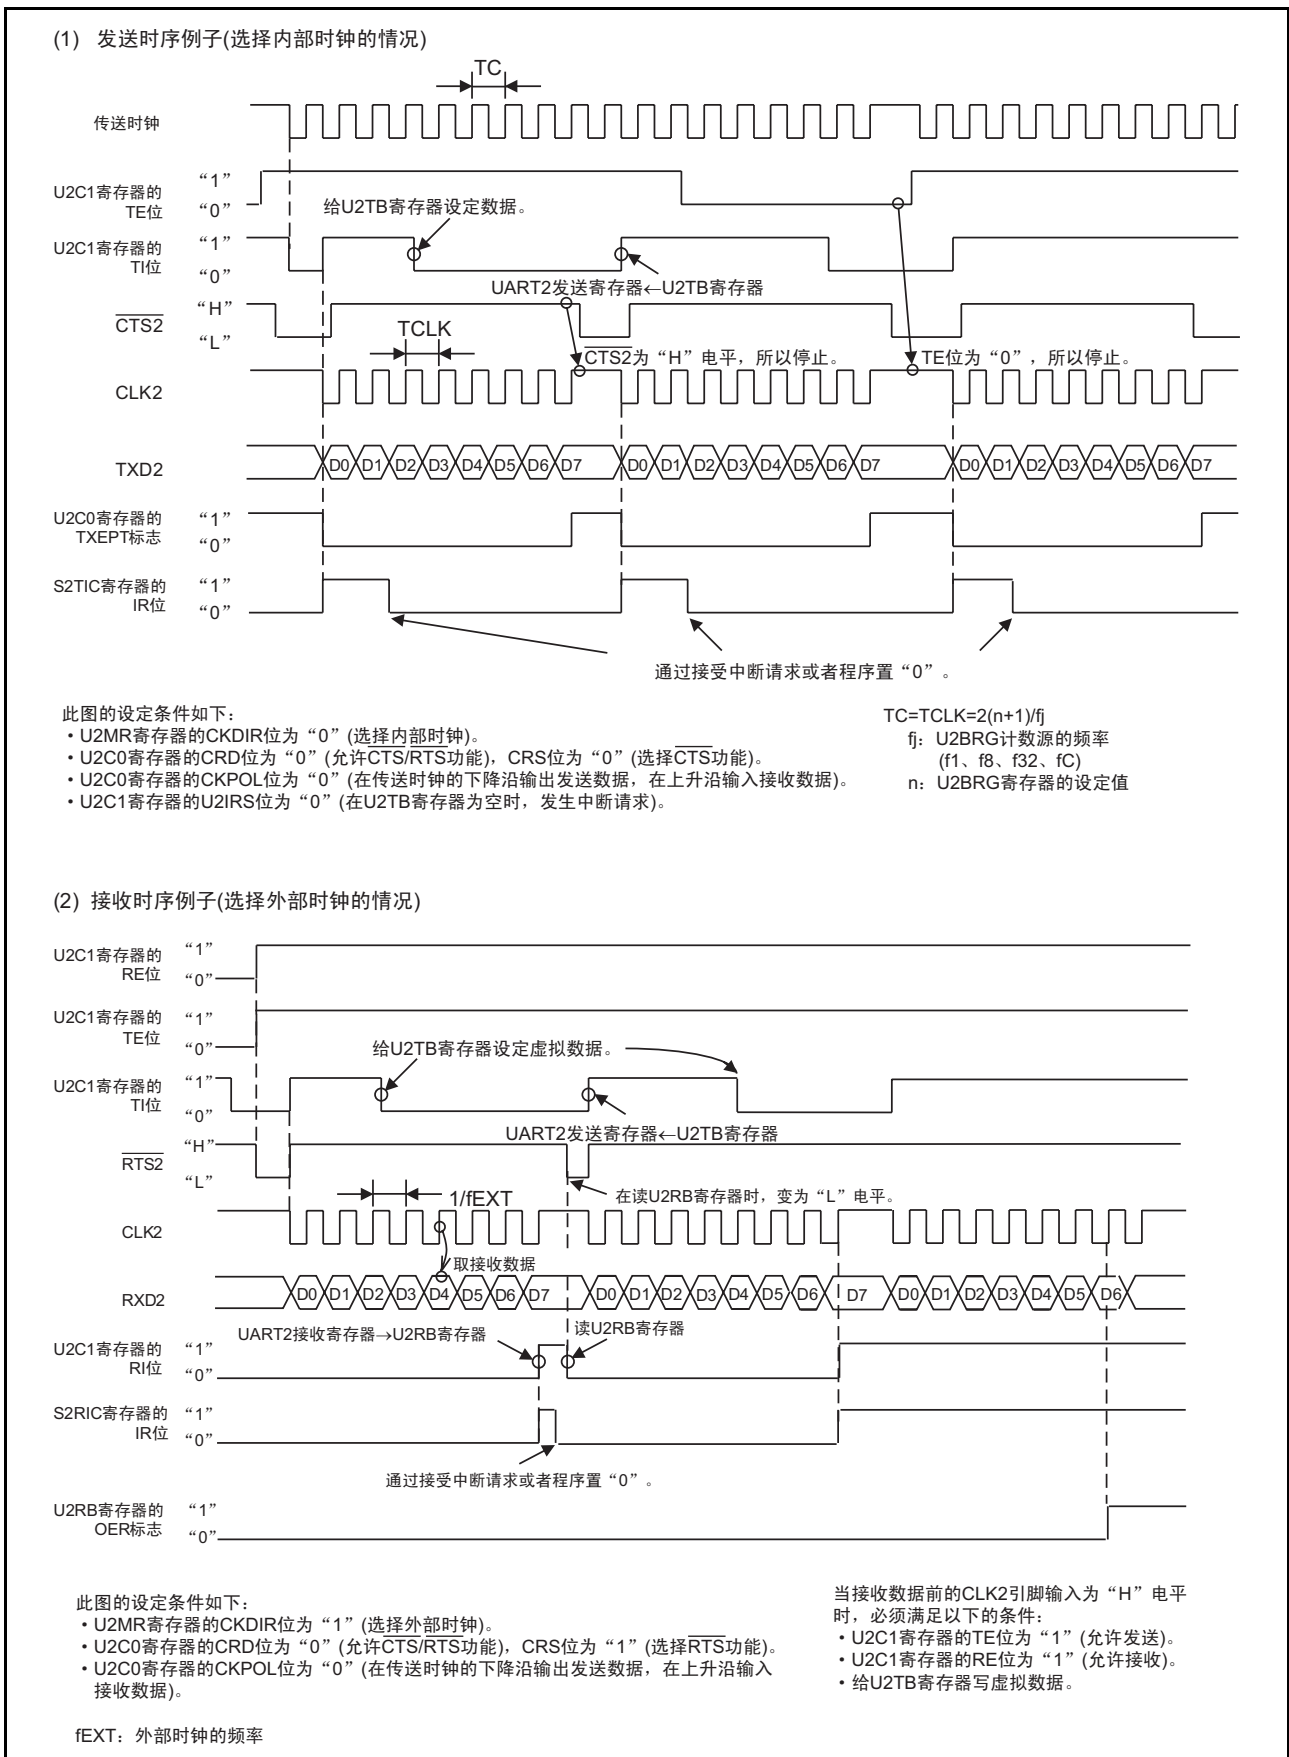 (1) 发送时序例子(选择内部时钟的情况)
TC
传送时钟
U2C1寄存器的
TE位
“1”
“0”
给U2TB寄存器设定数据。
U2C1寄存器的
TI位
“1”
“0”
UART2发送寄存器←U2TB寄存器
CTS2
“H”
“L”
TCLK
CTS2为“H”电平，所以停止。
TE位为“0”，所以停止。
CLK2
TXD2
D0 D1 D2 D3 D4 D5 D6 D7 D0 D1 D2 D3 D4 D5 D6 D7 D0 D1 D2 D3 D4 D5 D6 D7
U2C0寄存器的
TXEPT标志
“1”
“0”
S2TIC寄存器的
IR位
“1”
“0”
通过接受中断请求或者程序置“0”。
此图的设定条件如下：
• U2MR寄存器的CKDIR位为“0”(选择内部时钟)。
• U2C0寄存器的CRD位为“0”(允许CTS/RTS功能)，CRS位为“0”(选择CTS功能)。
• U2C0寄存器的CKPOL位为“0”(在传送时钟的下降沿输出发送数据，在上升沿输入接收数据)。
• U2C1寄存器的U2IRS位为“0”(在U2TB寄存器为空时，发生中断请求)。
TC=TCLK=2(n+1)/fj
fj：U2BRG计数源的频率
(f1、f8、f32、fC)
n：U2BRG寄存器的设定值
(2) 接收时序例子(选择外部时钟的情况)
U2C1寄存器的
RE位
“1”
“0”
U2C1寄存器的
TE位
“1”
“0”
给U2TB寄存器设定虚拟数据。
U2C1寄存器的
TI位
“1”
“0”
UART2发送寄存器←U2TB寄存器
RTS2
“H”
“L”
1/fEXT
在读U2RB寄存器时，变为“L”电平。
CLK2
取接收数据
RXD2
D0 D1 D2 D3 D4 D5 D6 D7 D0 D1 D2 D3 D4 D5 D6 D7 D0 D1 D2 D3 D4 D5 D6
UART2接收寄存器→U2RB寄存器
读U2RB寄存器
U2C1寄存器的
RI位
“1”
“0”
S2RIC寄存器的
IR位
“1”
“0”
通过接受中断请求或者程序置“0”。
U2RB寄存器的
OER标志
“1”
“0”
此图的设定条件如下：
• U2MR寄存器的CKDIR位为“1”(选择外部时钟)。
• U2C0寄存器的CRD位为“0”(允许CTS/RTS功能)，CRS位为“1”(选择RTS功能)。
• U2C0寄存器的CKPOL位为“0”(在传送时钟的下降沿输出发送数据，在上升沿输入
接收数据)。
fEXT：外部时钟的频率
当接收数据前的CLK2引脚输入为“H”电平
时，必须满足以下的条件：
• U2C1寄存器的TE位为“1”(允许发送)。
• U2C1寄存器的RE位为“1”(允许接收)。
• 给U2TB寄存器写虚拟数据。